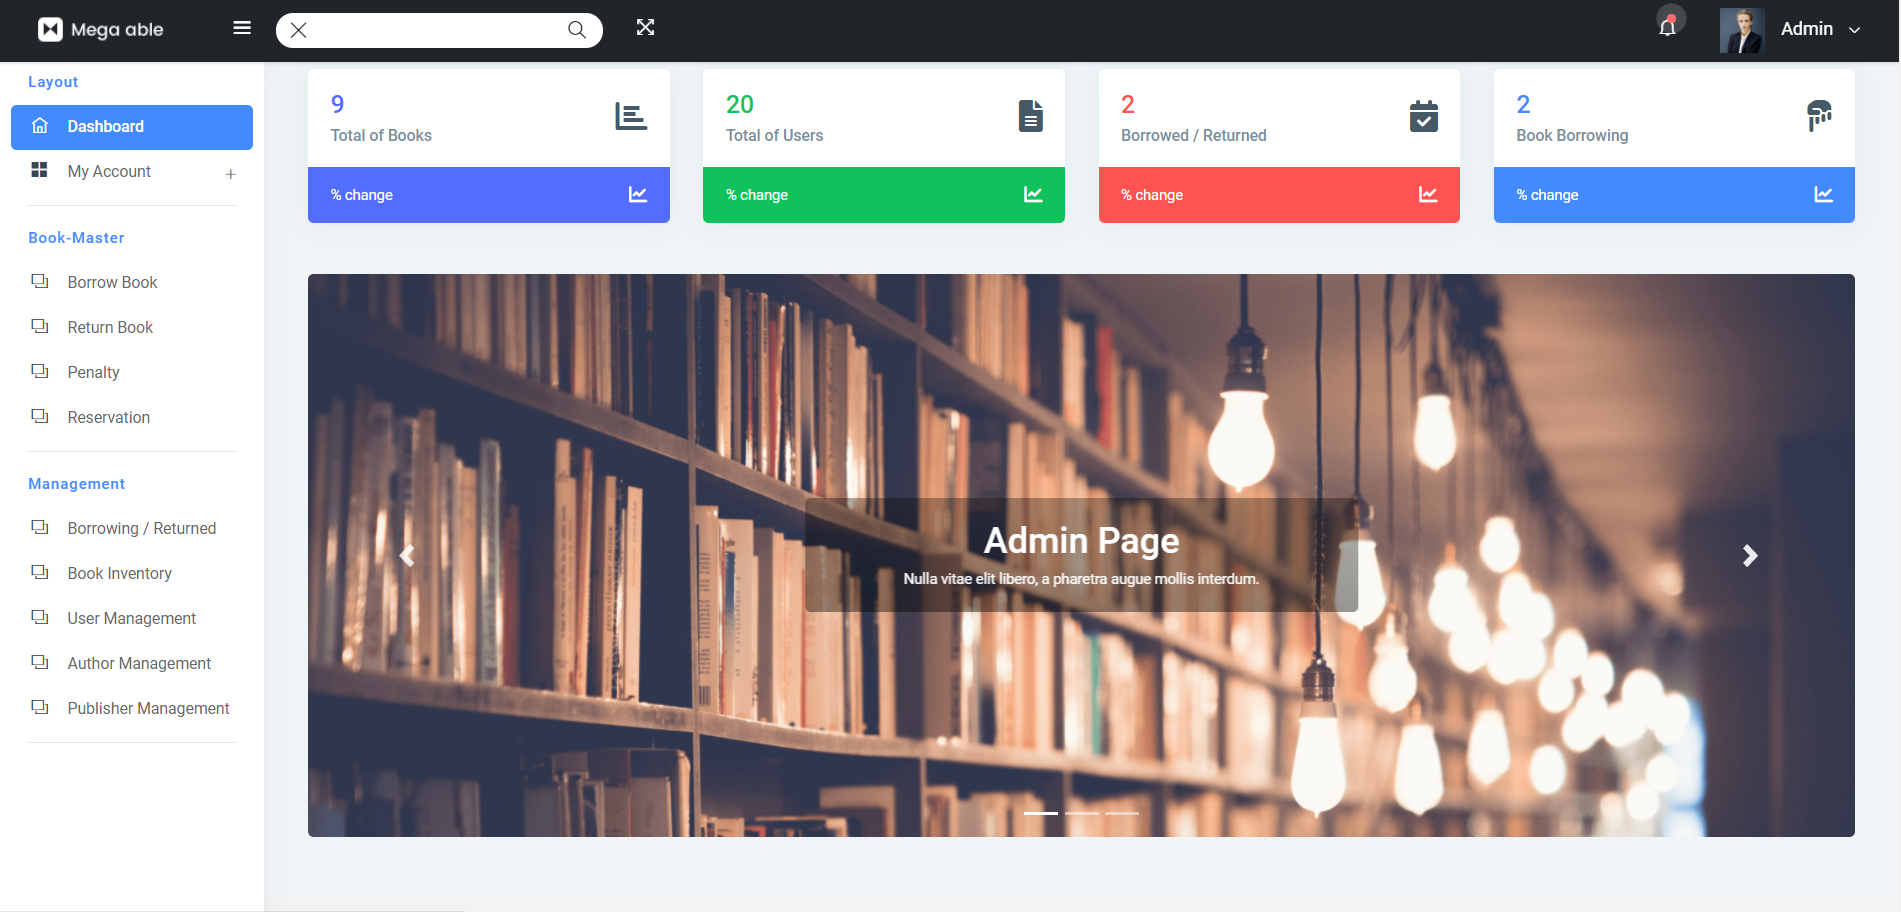 Mega able
Admin
Layout
Dashboard
My Account
Book-Master
Borrow Book
Return Book
Penalty
Reservation
Management
Borrowing / Returned
Book Inventory
User Management
Author Management
Publisher Management
9
Total of Books
% change
20
Total of Users
% change
2
Borrowed / Returned
% change
2
Book Borrowing
% change
Admin Page
Nulla vitae elit libero, a pharetra augue mollis interdum.